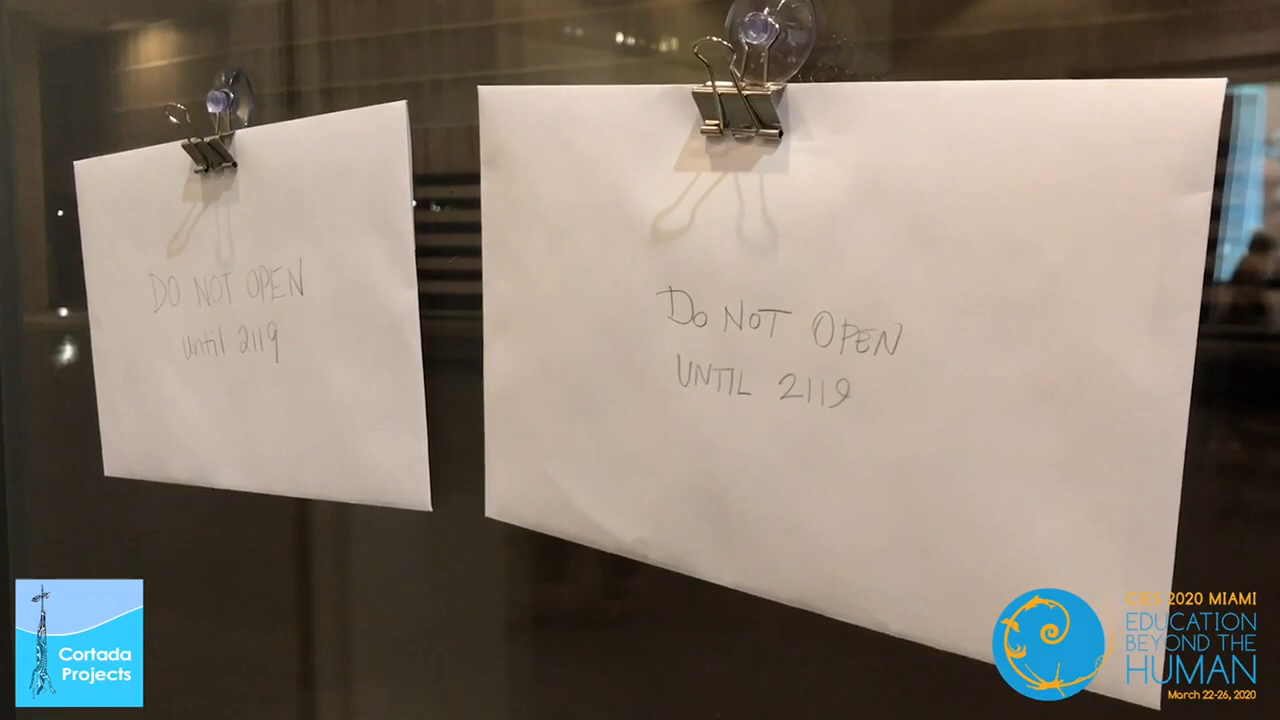 DO NOT OPEN
until 2119
DO NOT OPEN
UNTIL 2119
Cortada
Projects
CIES 2020 MIAMI
EDUCATION
BEYOND THE
HUMAN
March 22-26, 2020